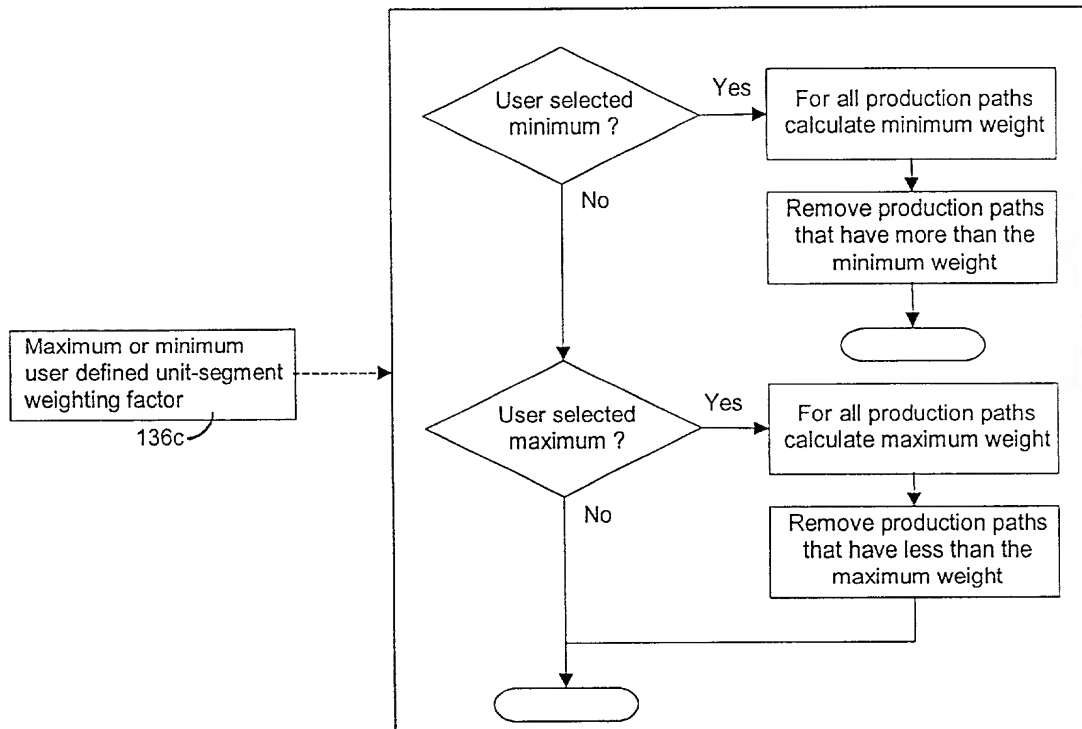 User selected
minimum ?
Yes
For all production paths
calculate minimum weight
No
Remove production paths
that have more than the
minimum weight
Maximum or minimum
user defined unit-segment
weighting factor
136c
User selected
maximum ?
Yes
For all production paths
calculate maximum weight
No
Remove production paths
that have less than the
maximum weight